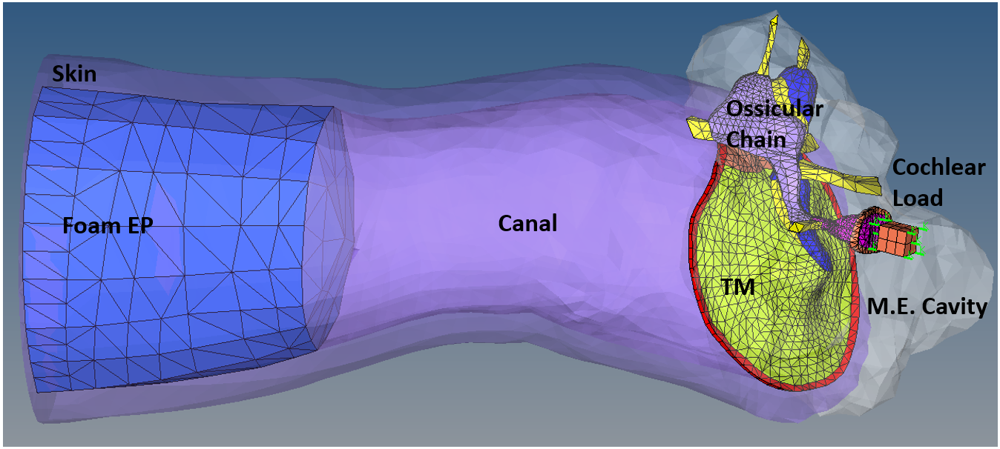 Skin
Foam EP
Canal
Ossicular
Chain
TM
Cochlear
Load
M.E. Cavity